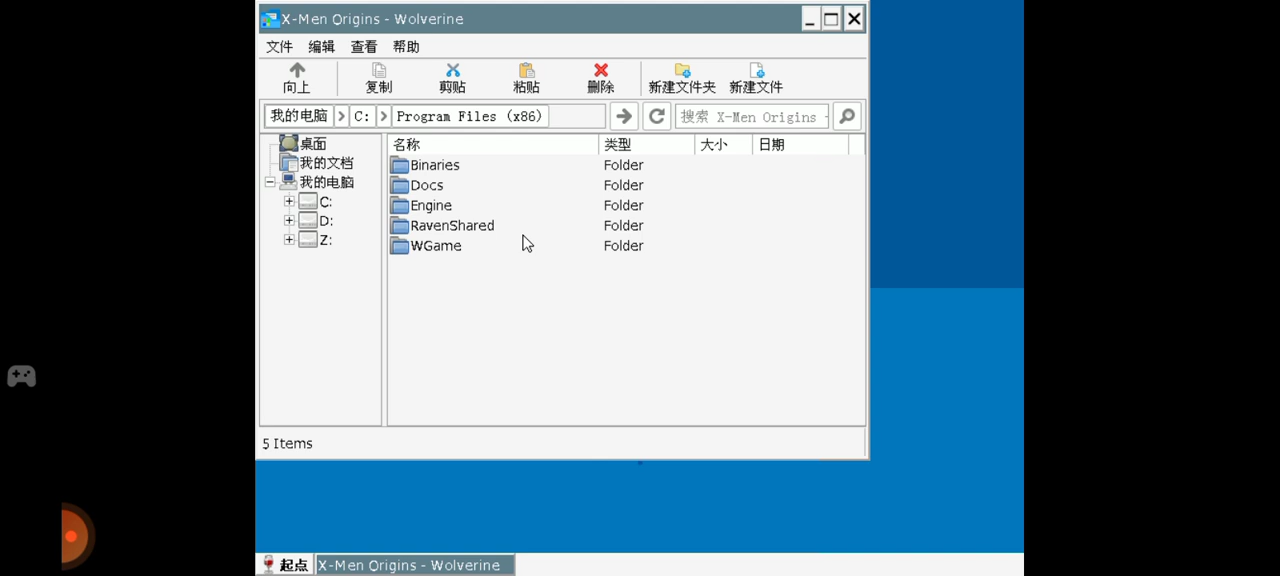 X-Men Origins - Wolverine
文件 编辑 查看 帮助
向上 复制 剪贴 粘贴 删除 新建文件夹 新建文件
我的电脑 C: Program Files (x86) 搜索 X-Men Origins -
桌面
我的文档
我的电脑
C:
D:
Z:
名称 类型 大小 日期
Binaries Folder
Docs Folder
Engine Folder
RavenShared Folder
WGame Folder
5 Items
起点 X-Men Origins - Wolverine